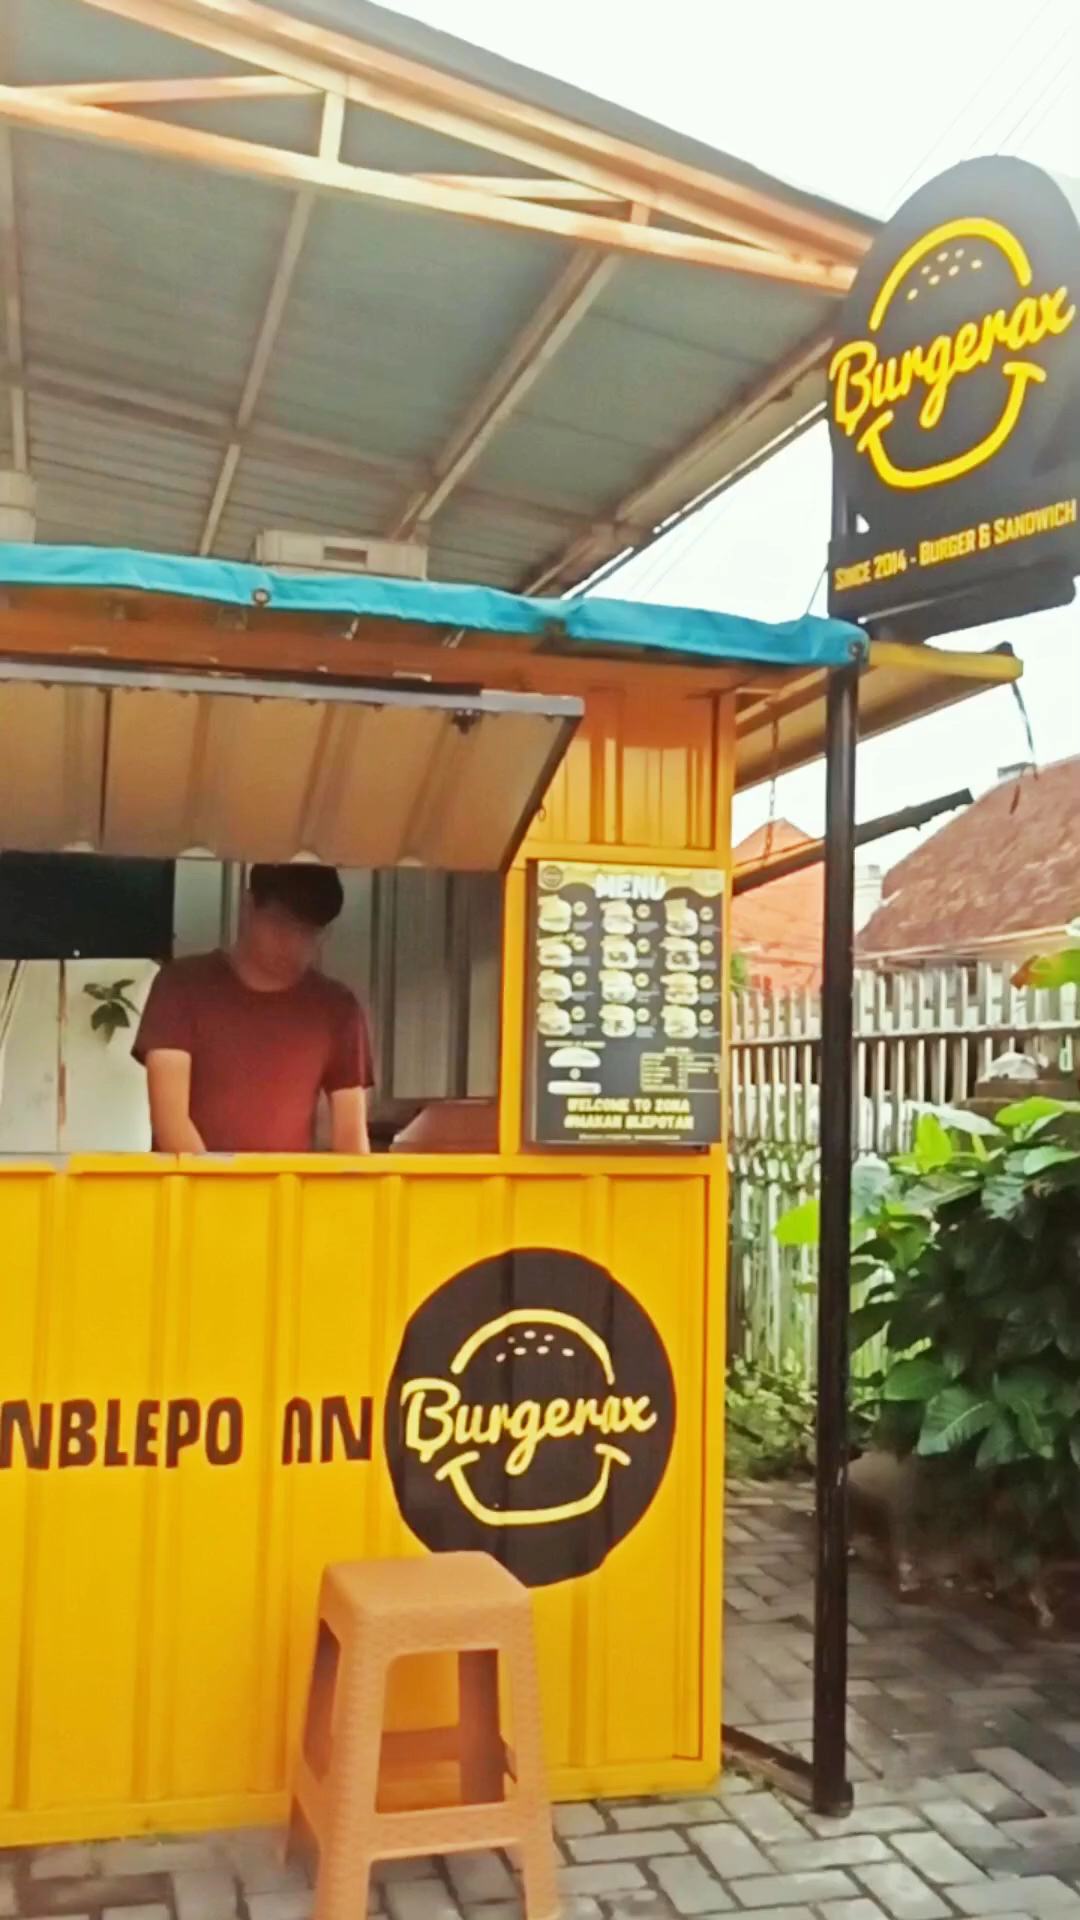 Burgerax
SINCE 2014 - BURGER & SANDWICH
MENU
WELCOME TO ZONA
#MAKAN BLEPOTAN
NBLEPO AN
Burgerax